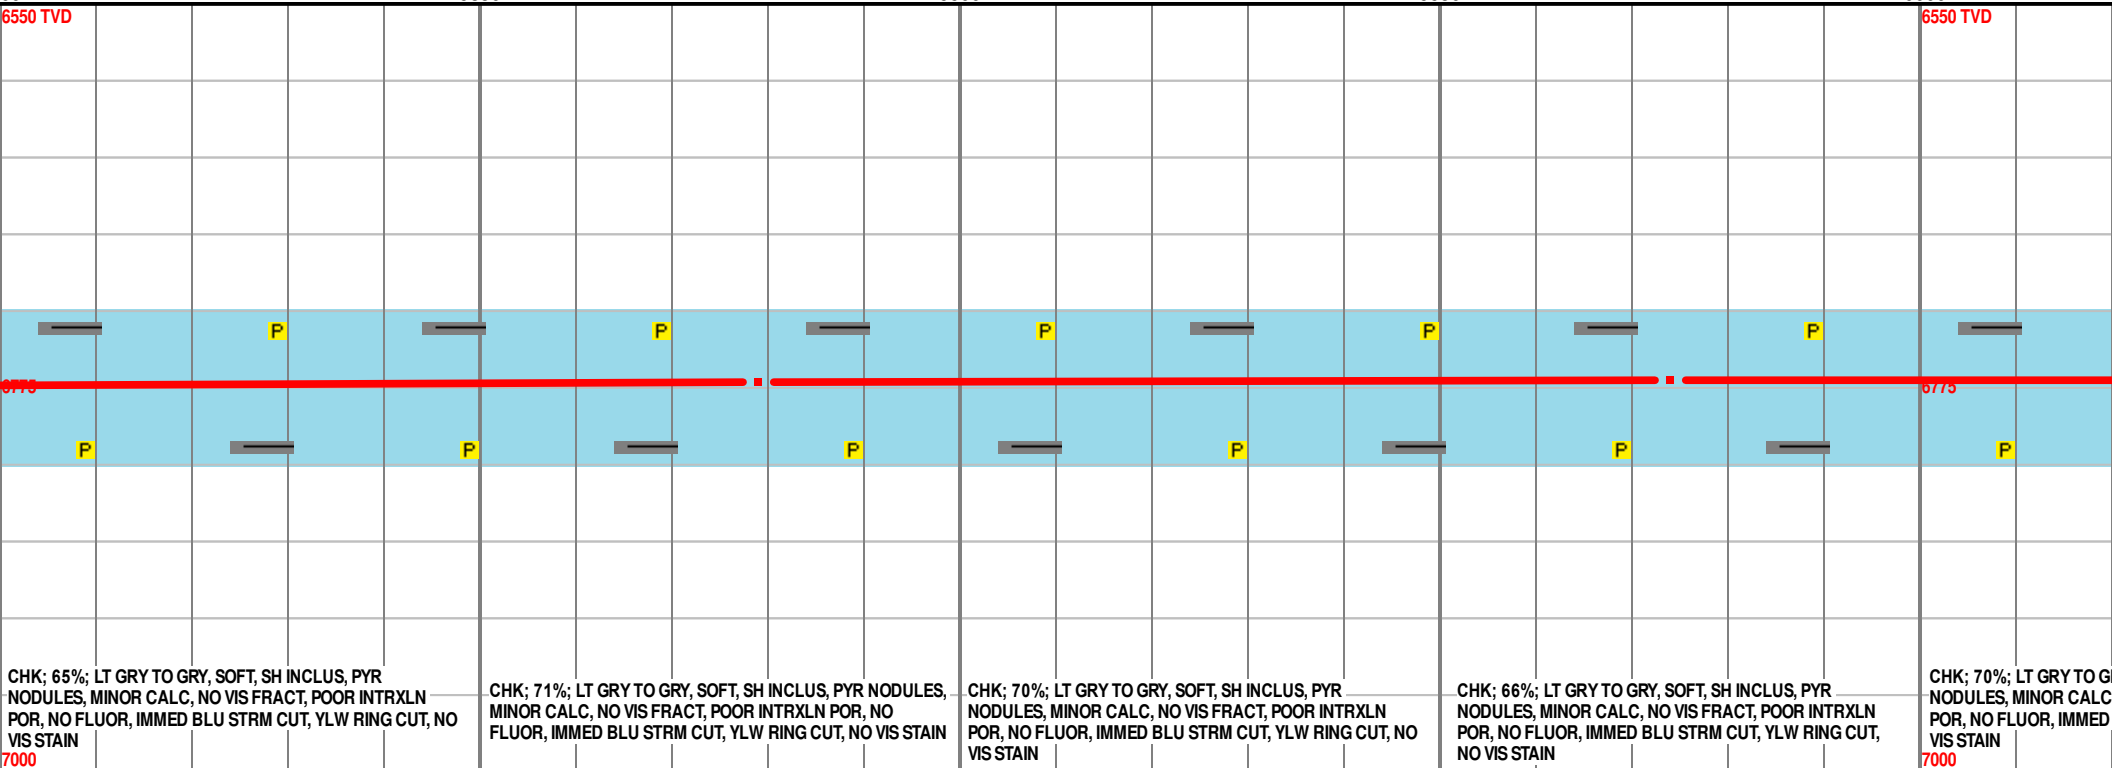 6550 TVD
6550 TVD
P
P
P
P
P
6775
6775
P
P
P
P
P
P
CHK; 65%; LT GRY TO GRY, SOFT, SH INCLUS, PYR
NODULES, MINOR CALC, NO VIS FRACT, POOR INTRXLN
POR, NO FLUOR, IMMED BLU STRM CUT, YLW RING CUT, NO
VIS STAIN
CHK; 71%; LT GRY TO GRY, SOFT, SH INCLUS, PYR NODULES,
MINOR CALC, NO VIS FRACT, POOR INTRXLN POR, NO
FLUOR, IMMED BLU STRM CUT, YLW RING CUT, NO VIS STAIN
CHK; 70%; LT GRY TO GRY, SOFT, SH INCLUS, PYR
NODULES, MINOR CALC, NO VIS FRACT, POOR INTRXLN
POR, NO FLUOR, IMMED BLU STRM CUT, YLW RING CUT, NO
VIS STAIN
CHK; 66%; LT GRY TO GRY, SOFT, SH INCLUS, PYR
NODULES, MINOR CALC, NO VIS FRACT, POOR INTRXLN
POR, NO FLUOR, IMMED BLU STRM CUT, YLW RING CUT,
NO VIS STAIN
CHK; 70%; LT GRY TO G
NODULES, MINOR CALC
POR, NO FLUOR, IMMED
VIS STAIN
7000
7000